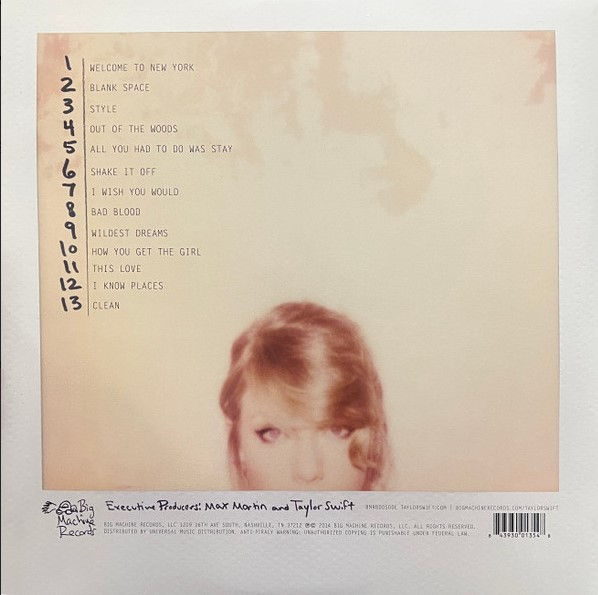 1 WELCOME TO NEW YORK
2 BLANK SPACE
3 STYLE
4 OUT OF THE WOODS
5 ALL YOU HAD TO DO WAS STAY
6 SHAKE IT OFF
7 I WISH YOU WOULD
8 BAD BLOOD
9 WILDEST DREAMS
10 HOW YOU GET THE GIRL
11 THIS LOVE
12 I KNOW PLACES
13 CLEAN
Big
Machine
Records
Executive Producers: Max Martin and Taylor Swift
TAYLORSWIFT.COM | BIGMACHINERECORDS.COM/TAYLORSWIFT
BIG MACHINE RECORDS, LLC 1219 16TH AVE SOUTH, NASHVILLE, TN 37212 ℗© 2014 BIG MACHINE RECORDS, LLC. ALL RIGHTS RESERVED.
DISTRIBUTED BY UNIVERSAL MUSIC DISTRIBUTION. ANTI-PIRACY WARNING: UNAUTHORIZED COPYING IS PUNISHABLE UNDER FEDERAL LAW.
8 43930 01354 8